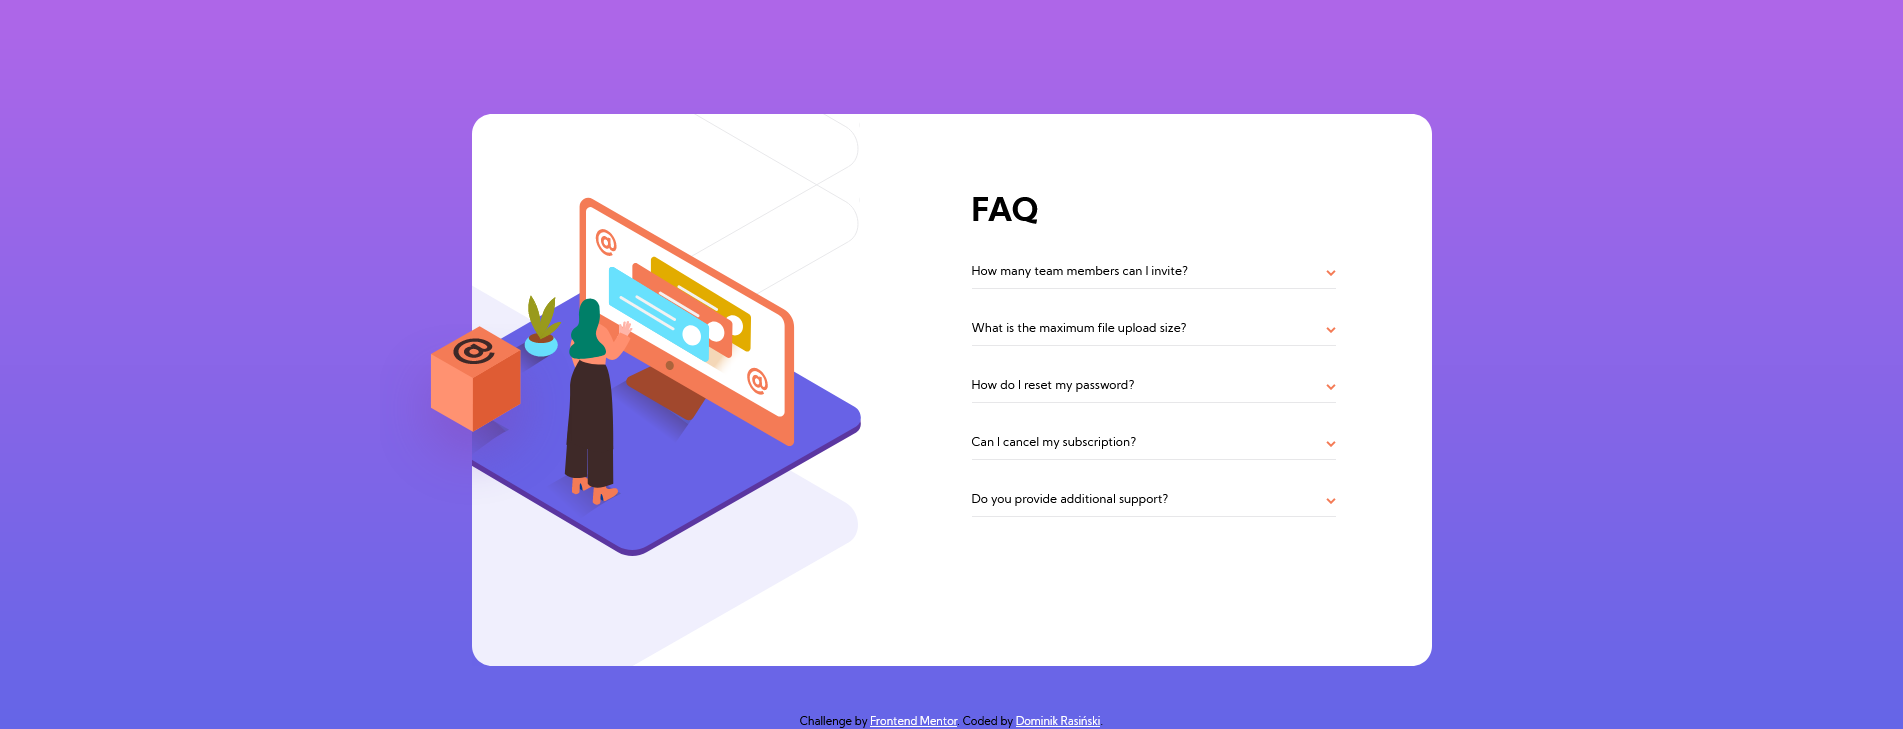 FAQ
How many team members can I invite?
What is the maximum file upload size?
How do I reset my password?
Can I cancel my subscription?
Do you provide additional support?
@
@
@
Challenge by Frontend Mentor. Coded by Dominik Rasiński.